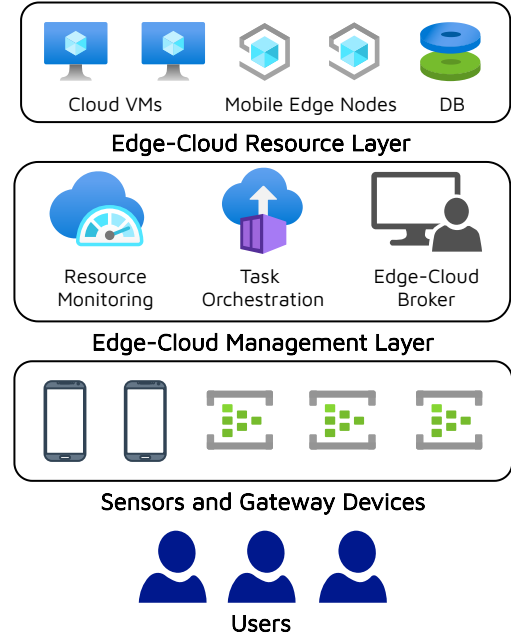 Cloud VMs
Mobile Edge Nodes
DB
Edge-Cloud Resource Layer
Resource
Monitoring
Task
Orchestration
Edge-Cloud
Broker
Edge-Cloud Management Layer
Sensors and Gateway Devices
Users